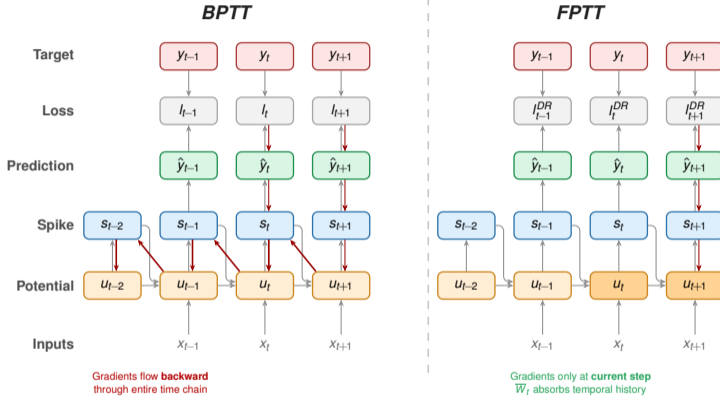 BPTT FPTT
Target y_{t−1} y_t y_{t+1} y_{t−1} y_t y_{t+1}
Loss l_{t−1} l_t l_{t+1} l^{DR}_{t−1} l^{DR}_t l^{DR}_{t+1}
Prediction ŷ_{t−1} ŷ_t ŷ_{t+1} ŷ_{t−1} ŷ_t ŷ_{t+1}
Spike s_{t−2} s_{t−1} s_t s_{t+1} s_{t−2} s_{t−1} s_t s_{t+1}
Potential u_{t−2} u_{t−1} u_t u_{t+1} u_{t−2} u_{t−1} u_t u_{t+1}
Inputs x_{t−1} x_t x_{t+1} x_{t−1} x_t x_{t+1}
Gradients flow backward
through entire time chain
Gradients only at current step
W̅_t absorbs temporal history